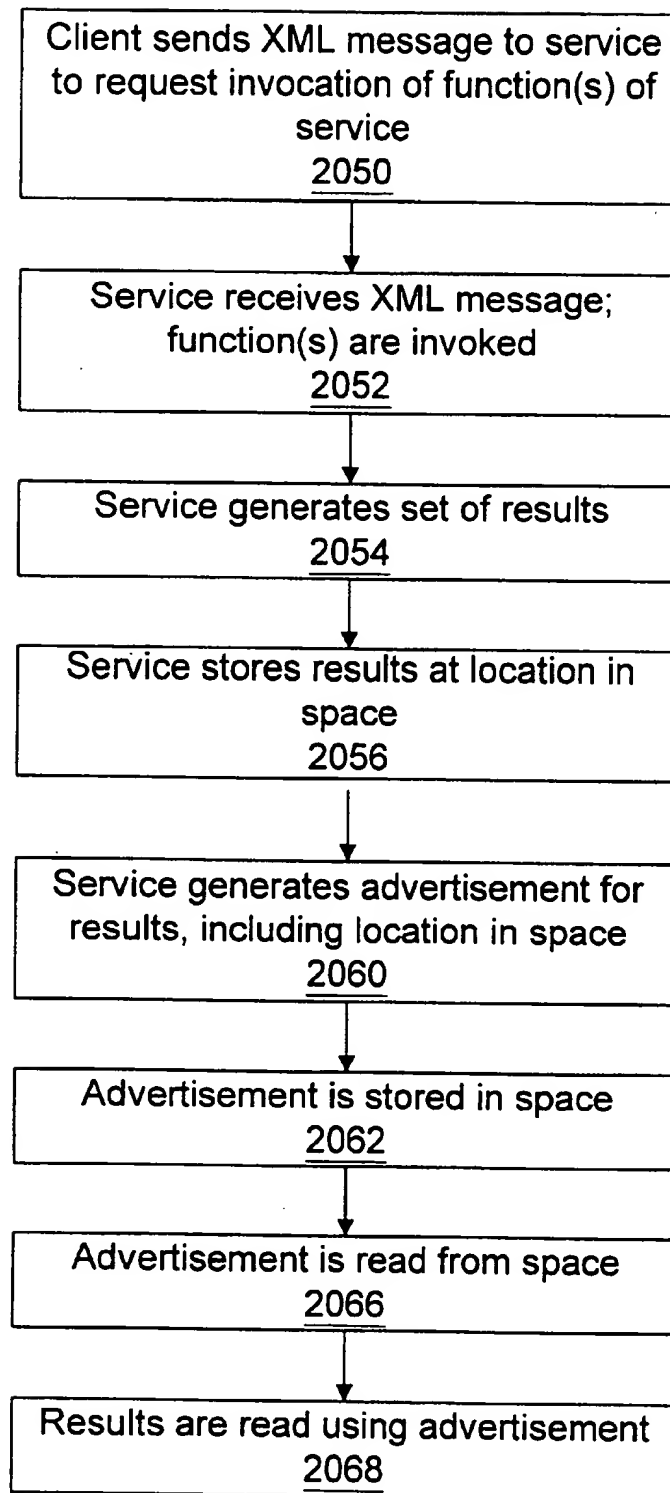 Client sends XML message to service
to request invocation of function(s) of
service
2050
Service receives XML message;
function(s) are invoked
2052
Service generates set of results
2054
Service stores results at location in
space
2056
Service generates advertisement for
results, including location in space
2060
Advertisement is stored in space
2062
Advertisement is read from space
2066
Results are read using advertisement
2068